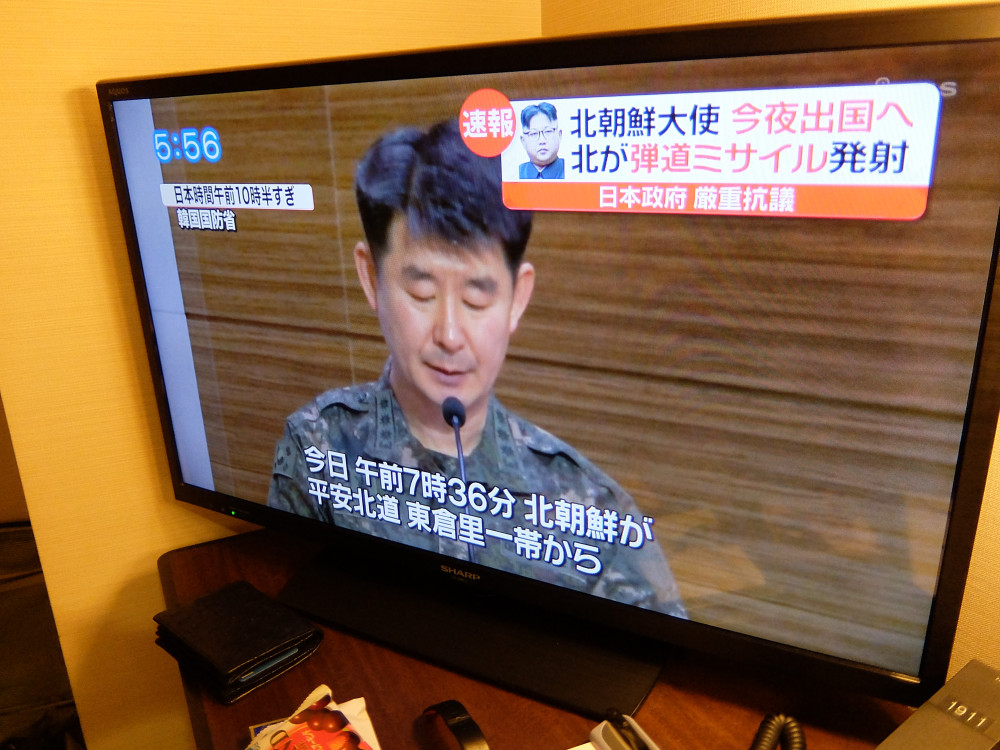 AQUOS
5:56
日本時間午前10時半すぎ
韓国国防省
速報
北朝鮮大使 今夜出国へ
北が弾道ミサイル発射
日本政府 厳重抗議
今日 午前7時36分 北朝鮮が
平安北道 東倉里一帯から
SHARP
1911